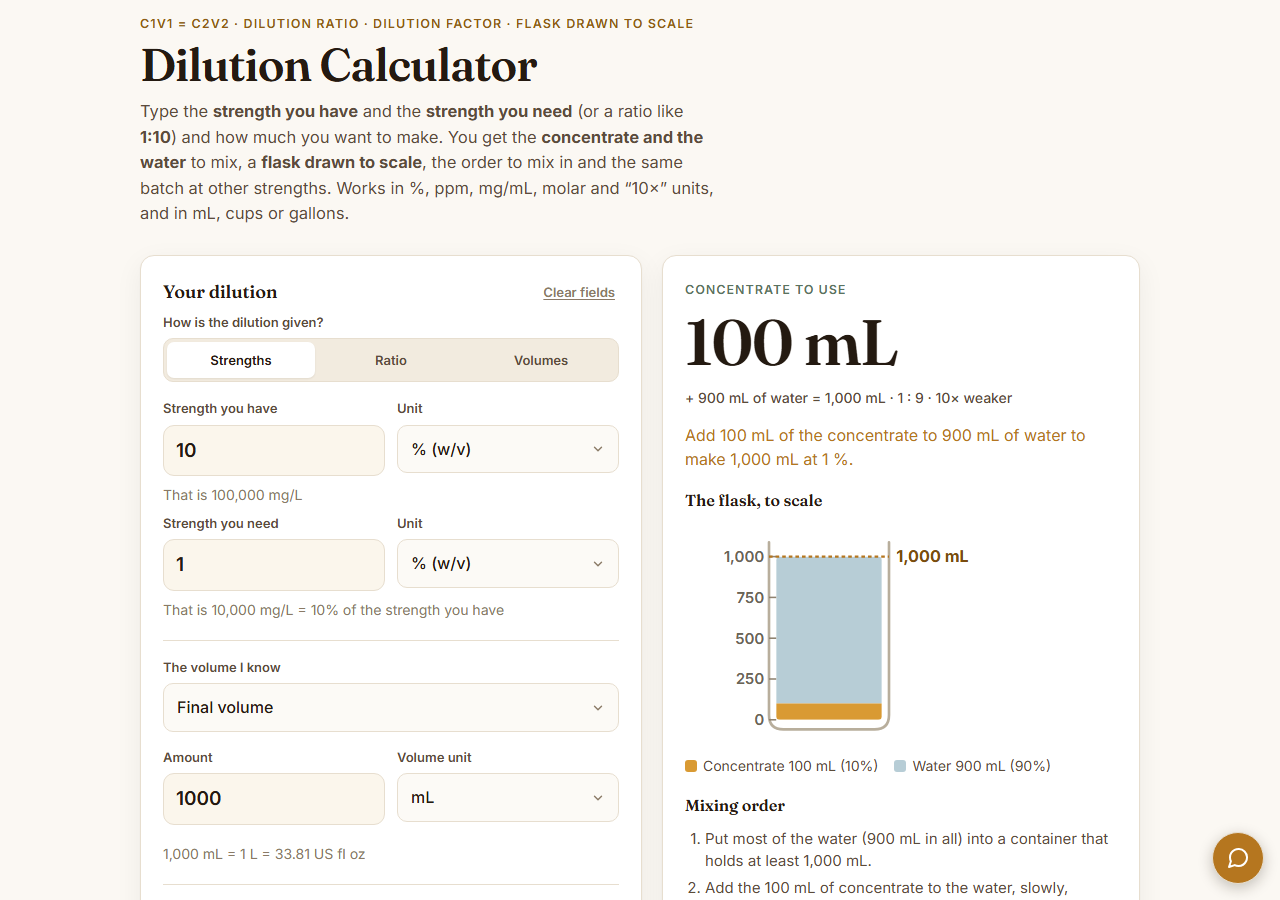 C1V1 = C2V2 · DILUTION RATIO · DILUTION FACTOR · FLASK DRAWN TO SCALE
Dilution Calculator
Type the strength you have and the strength you need (or a ratio like
1:10) and how much you want to make. You get the concentrate and the
water to mix, a flask drawn to scale, the order to mix in and the same
batch at other strengths. Works in %, ppm, mg/mL, molar and “10×” units,
and in mL, cups or gallons.
Your dilution
Clear fields
How is the dilution given?
Strengths
Ratio
Volumes
Strength you have
Unit
10
% (w/v)
That is 100,000 mg/L
Strength you need
Unit
1
% (w/v)
That is 10,000 mg/L = 10% of the strength you have
The volume I know
Final volume
Amount
Volume unit
1000
mL
1,000 mL = 1 L = 33.81 US fl oz
CONCENTRATE TO USE
100 mL
+ 900 mL of water = 1,000 mL · 1 : 9 · 10× weaker
Add 100 mL of the concentrate to 900 mL of water to
make 1,000 mL at 1 %.
The flask, to scale
1,000
1,000 mL
750
500
250
0
Concentrate 100 mL (10%)
Water 900 mL (90%)
Mixing order
1. Put most of the water (900 mL in all) into a container that
holds at least 1,000 mL.
2. Add the 100 mL of concentrate to the water, slowly,